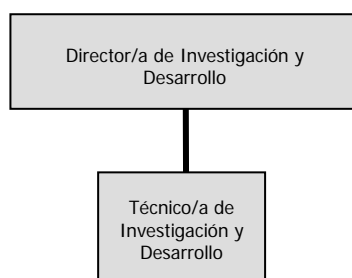 Director/a de Investigación y
Desarrollo
Técnico/a de
Investigación y
Desarrollo